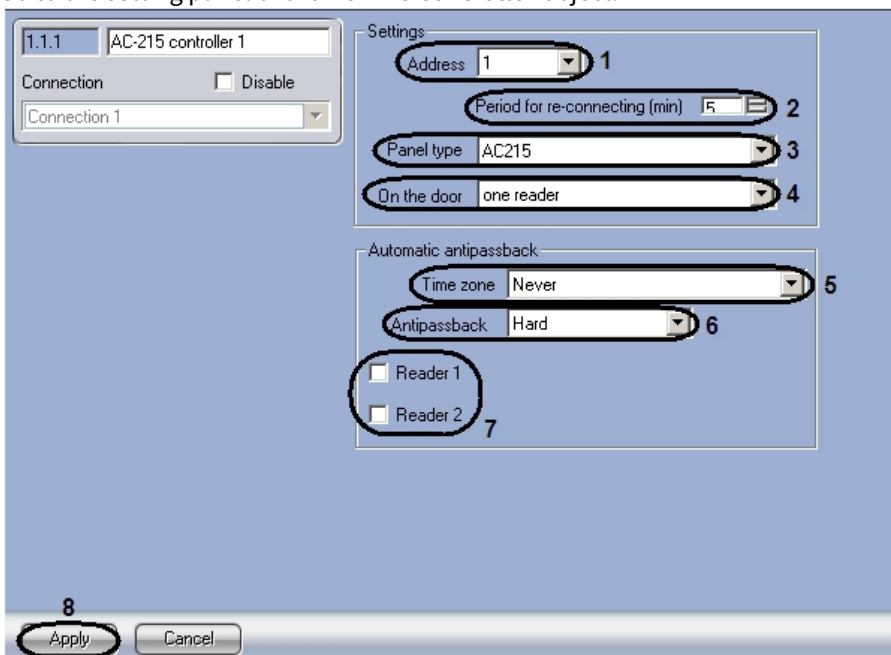 1.1.1 AC-215 controller 1
Connection Disable
Connection 1
Settings
Address 1 1
Period for re-connecting (min) 5 2
Panel type AC215 3
On the door one reader 4
Automatic antipassback
Time zone Never 5
Antipassback Hard 6
Reader 1
Reader 2
7
8
Apply Cancel